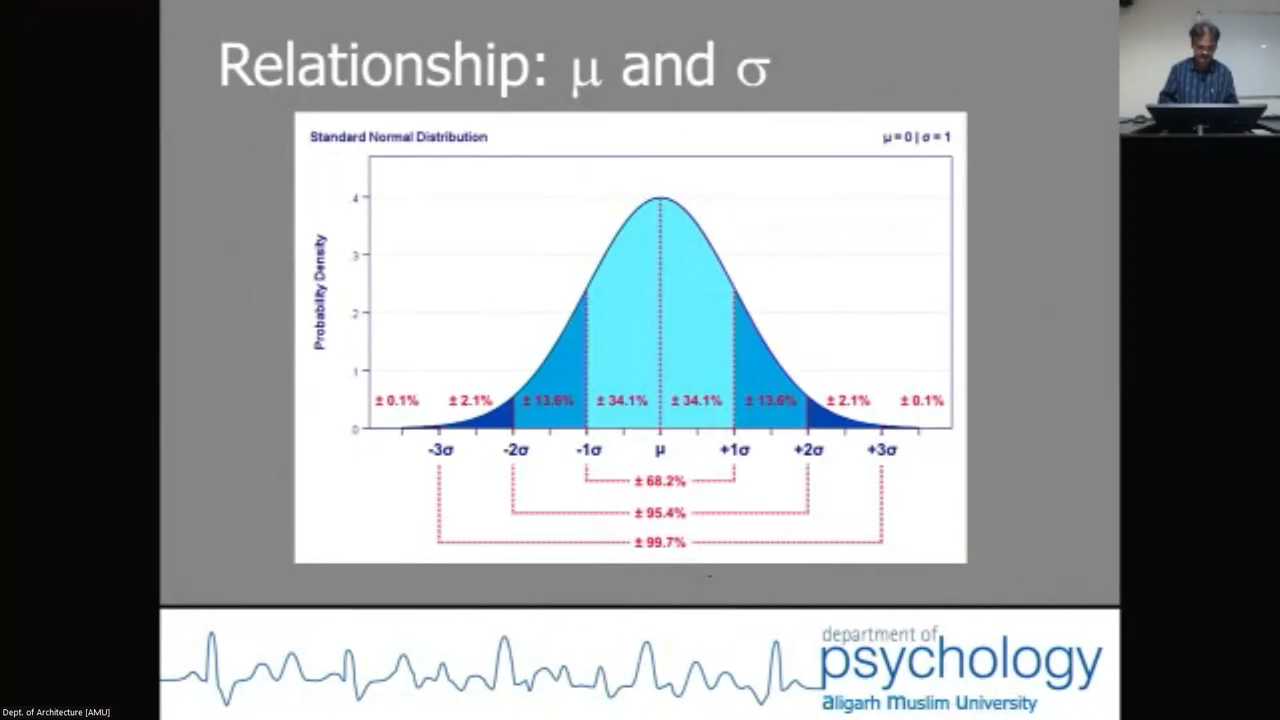 Relationship: μ and σ
Standard Normal Distribution
μ = 0 | σ = 1
Probability Density
.4
.3
.2
.1
.0
± 0.1% ± 2.1% ± 13.6% ± 34.1% ± 34.1% ± 13.6% ± 2.1% ± 0.1%
-3σ -2σ -1σ μ +1σ +2σ +3σ
± 68.2%
± 95.4%
± 99.7%
department of
psychology
aligarh muslim university
Dept. of Architecture [AMU]